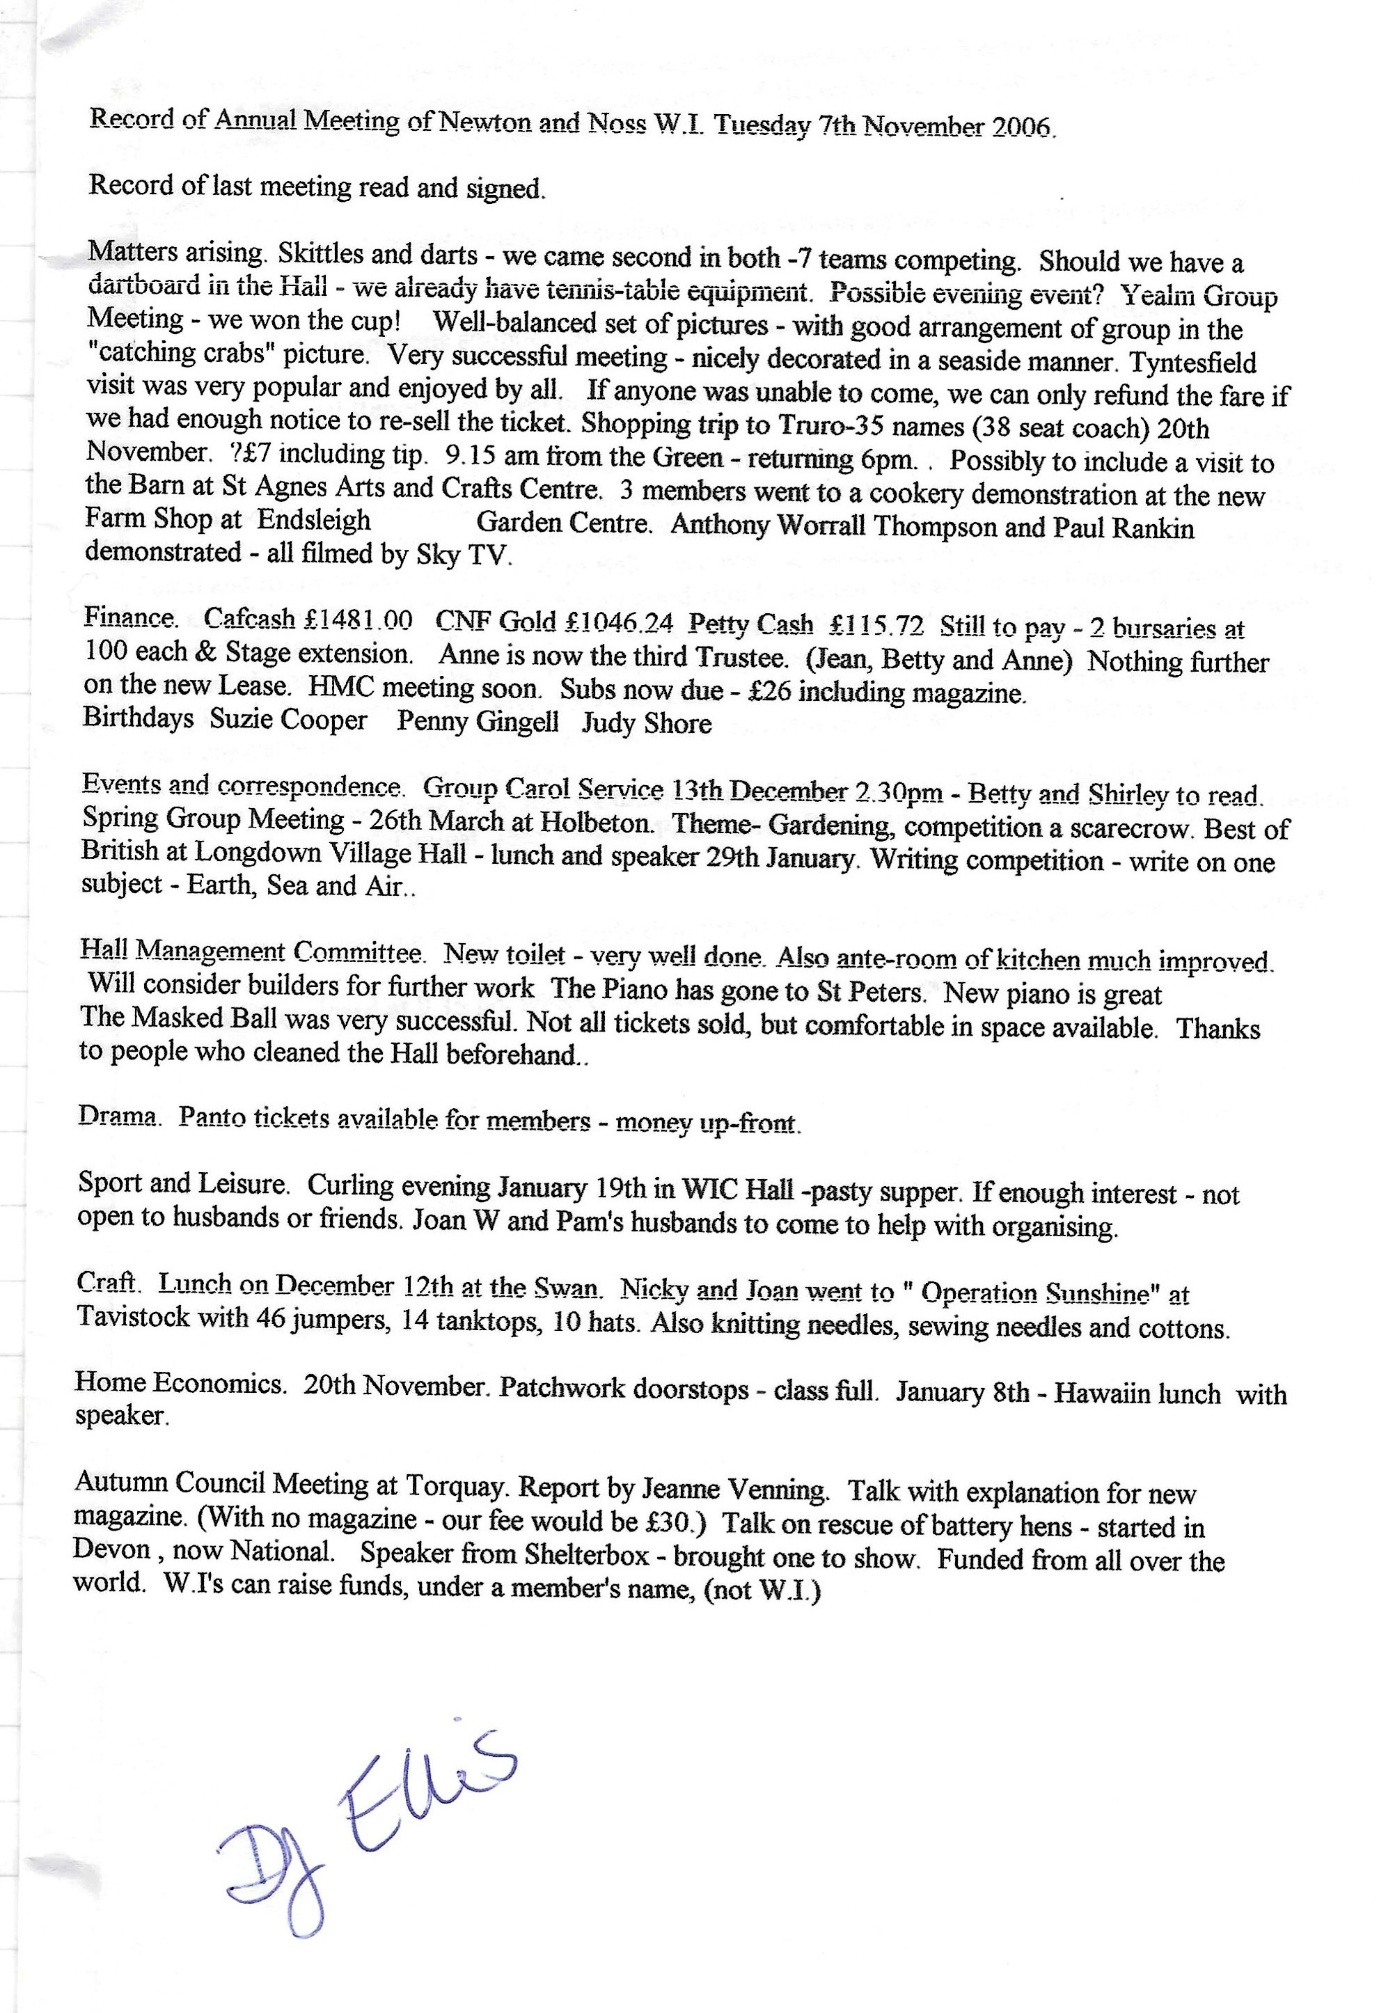 Record of Annual Meeting of Newton and Noss W.I. Tuesday 7th November 2006.
Record of last meeting read and signed.
Matters arising. Skittles and darts - we came second in both -7 teams competing. Should we have a
dartboard in the Hall - we already have tennis-table equipment. Possible evening event? Yealm Group
Meeting - we won the cup! Well-balanced set of pictures - with good arrangement of group in the
"catching crabs" picture. Very successful meeting - nicely decorated in a seaside manner. Tyntesfield
visit was very popular and enjoyed by all. If anyone was unable to come, we can only refund the fare if
we had enough notice to re-sell the ticket. Shopping trip to Truro-35 names (38 seat coach) 20th
November. ?£7 including tip. 9.15 am from the Green - returning 6pm. . Possibly to include a visit to
the Barn at St Agnes Arts and Crafts Centre. 3 members went to a cookery demonstration at the new
Farm Shop at Endsleigh Garden Centre. Anthony Worrall Thompson and Paul Rankin
demonstrated - all filmed by Sky TV.
Finance. Cafcash £1481.00 CNF Gold £1046.24 Petty Cash £115.72 Still to pay - 2 bursaries at
100 each & Stage extension. Anne is now the third Trustee. (Jean, Betty and Anne) Nothing further
on the new Lease. HMC meeting soon. Subs now due - £26 including magazine.
Birthdays Suzie Cooper Penny Gingell Judy Shore
Events and correspondence. Group Carol Service 13th December 2.30pm - Betty and Shirley to read.
Spring Group Meeting - 26th March at Holbeton. Theme- Gardening, competition a scarecrow. Best of
British at Longdown Village Hall - lunch and speaker 29th January. Writing competition - write on one
subject - Earth, Sea and Air..
Hall Management Committee. New toilet - very well done. Also ante-room of kitchen much improved.
Will consider builders for further work The Piano has gone to St Peters. New piano is great
The Masked Ball was very successful. Not all tickets sold, but comfortable in space available. Thanks
to people who cleaned the Hall beforehand..
Drama. Panto tickets available for members - money up-front.
Sport and Leisure. Curling evening January 19th in WIC Hall -pasty supper. If enough interest - not
open to husbands or friends. Joan W and Pam's husbands to come to help with organising.
Craft. Lunch on December 12th at the Swan. Nicky and Joan went to " Operation Sunshine" at
Tavistock with 46 jumpers, 14 tanktops, 10 hats. Also knitting needles, sewing needles and cottons.
Home Economics. 20th November. Patchwork doorstops - class full. January 8th - Hawaiin lunch with
speaker.
Autumn Council Meeting at Torquay. Report by Jeanne Venning. Talk with explanation for new
magazine. (With no magazine - our fee would be £30.) Talk on rescue of battery hens - started in
Devon , now National. Speaker from Shelterbox - brought one to show. Funded from all over the
world. W.I's can raise funds, under a member's name, (not W.I.)
DJ Ellis